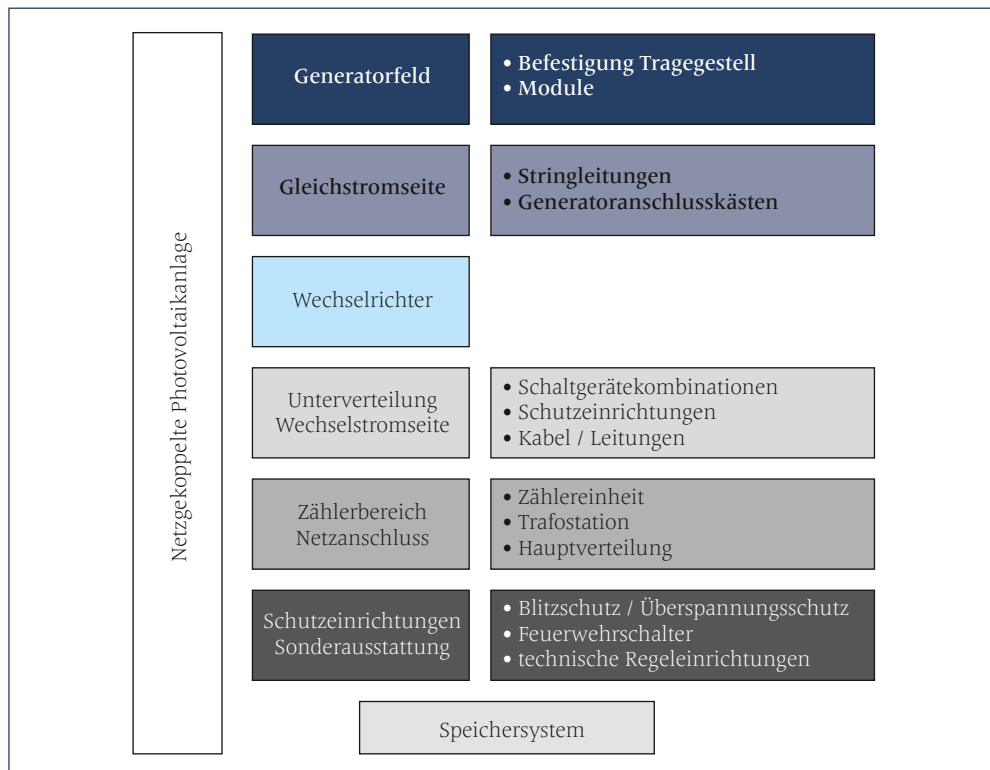 Netzgekoppelte Photovoltaikanlage
Generatorfeld
• Befestigung Tragegestell
• Module
Gleichstromseite
• Stringleitungen
• Generatoranschlusskästen
Wechselrichter
Unterverteilung
Wechselstromseite
• Schaltgerätekombinationen
• Schutzeinrichtungen
• Kabel / Leitungen
Zählerbereich
Netzanschluss
• Zählereinheit
• Trafostation
• Hauptverteilung
Schutzeinrichtungen
Sonderausstattung
• Blitzschutz / Überspannungsschutz
• Feuerwehrschalter
• technische Regeleinrichtungen
Speichersystem